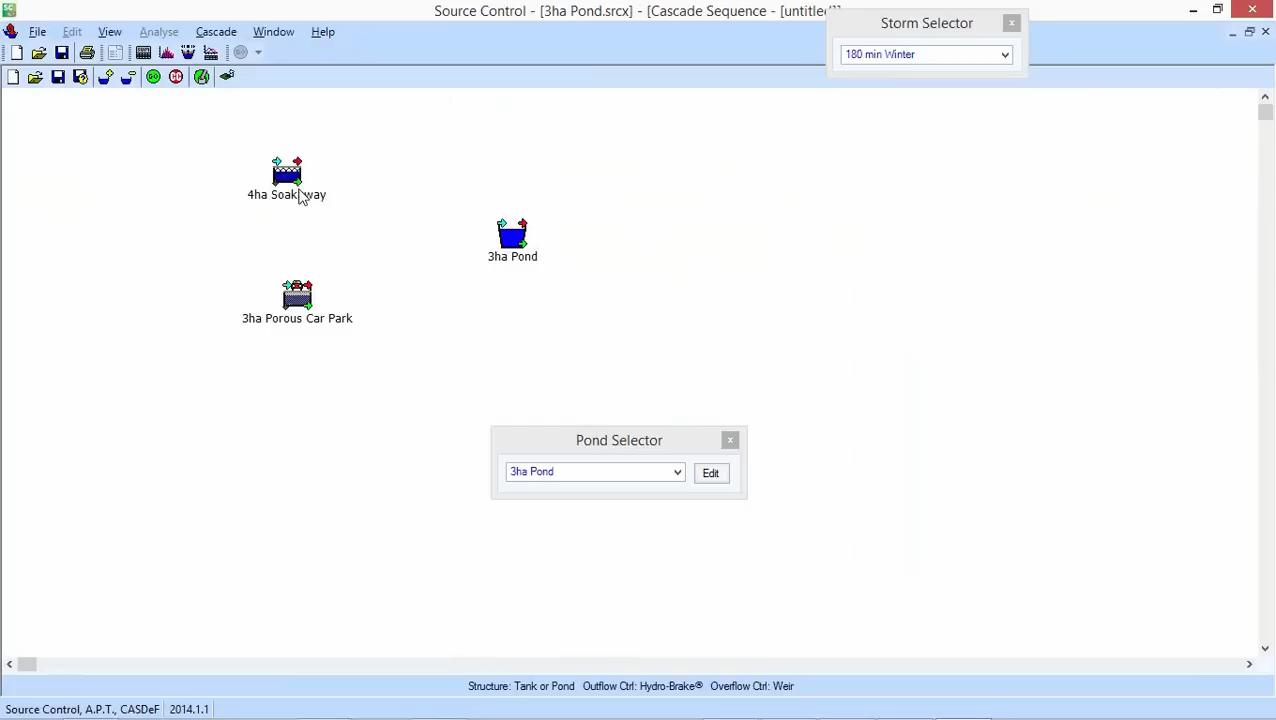 Source Control - [3ha Pond.srcx] - [Cascade Sequence - [untitled]]
Storm Selector
File Edit View Analyse Cascade Window Help
180 min Winter
GO
4ha Soakaway
3ha Pond
3ha Porous Car Park
Pond Selector
3ha Pond
Edit
Structure: Tank or Pond Outflow Ctrl: Hydro-Brake® Overflow Ctrl: Weir
Source Control, A.P.T., CASDeF 2014.1.1